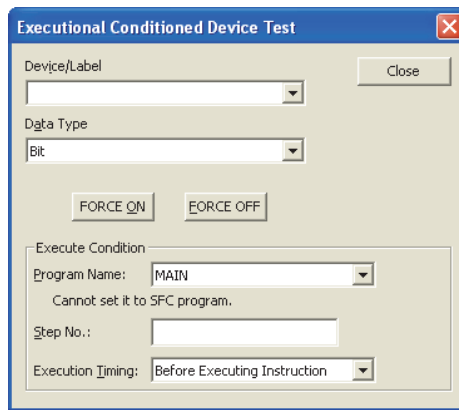 Executional Conditioned Device Test
Device/Label
Close
Data Type
Bit
FORCE ON
FORCE OFF
Execute Condition
Program Name: MAIN
Cannot set it to SFC program.
Step No.:
Execution Timing: Before Executing Instruction